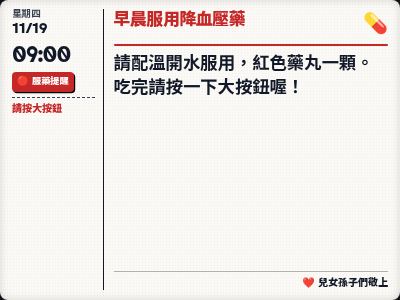 星期四
11/19
09:00
服藥提醒
請按大按鈕
早晨服用降血壓藥
請配溫開水服用，紅色藥丸一顆。
吃完請按一下大按鈕喔！
兒女孫子們敬上